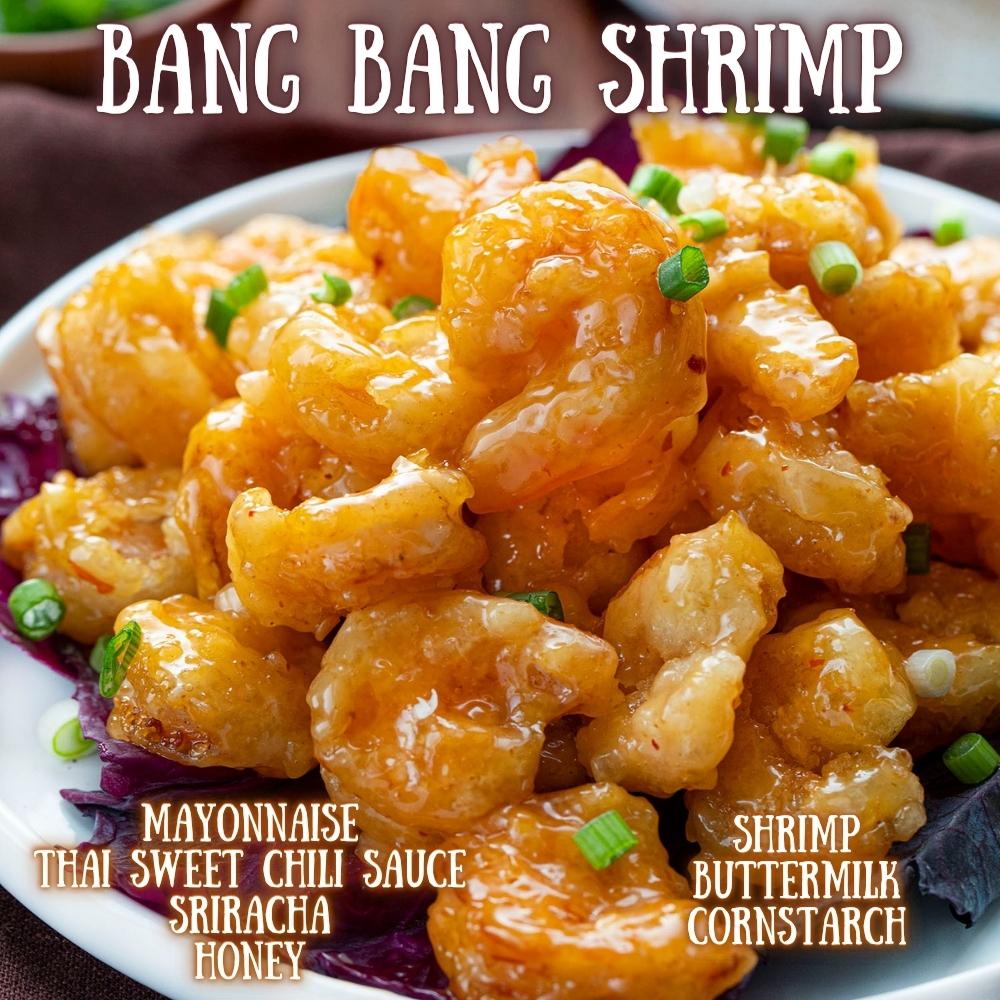 BANG BANG SHRIMP
MAYONNAISE
THAI SWEET CHILI SAUCE
SRIRACHA
HONEY
SHRIMP
BUTTERMILK
CORNSTARCH